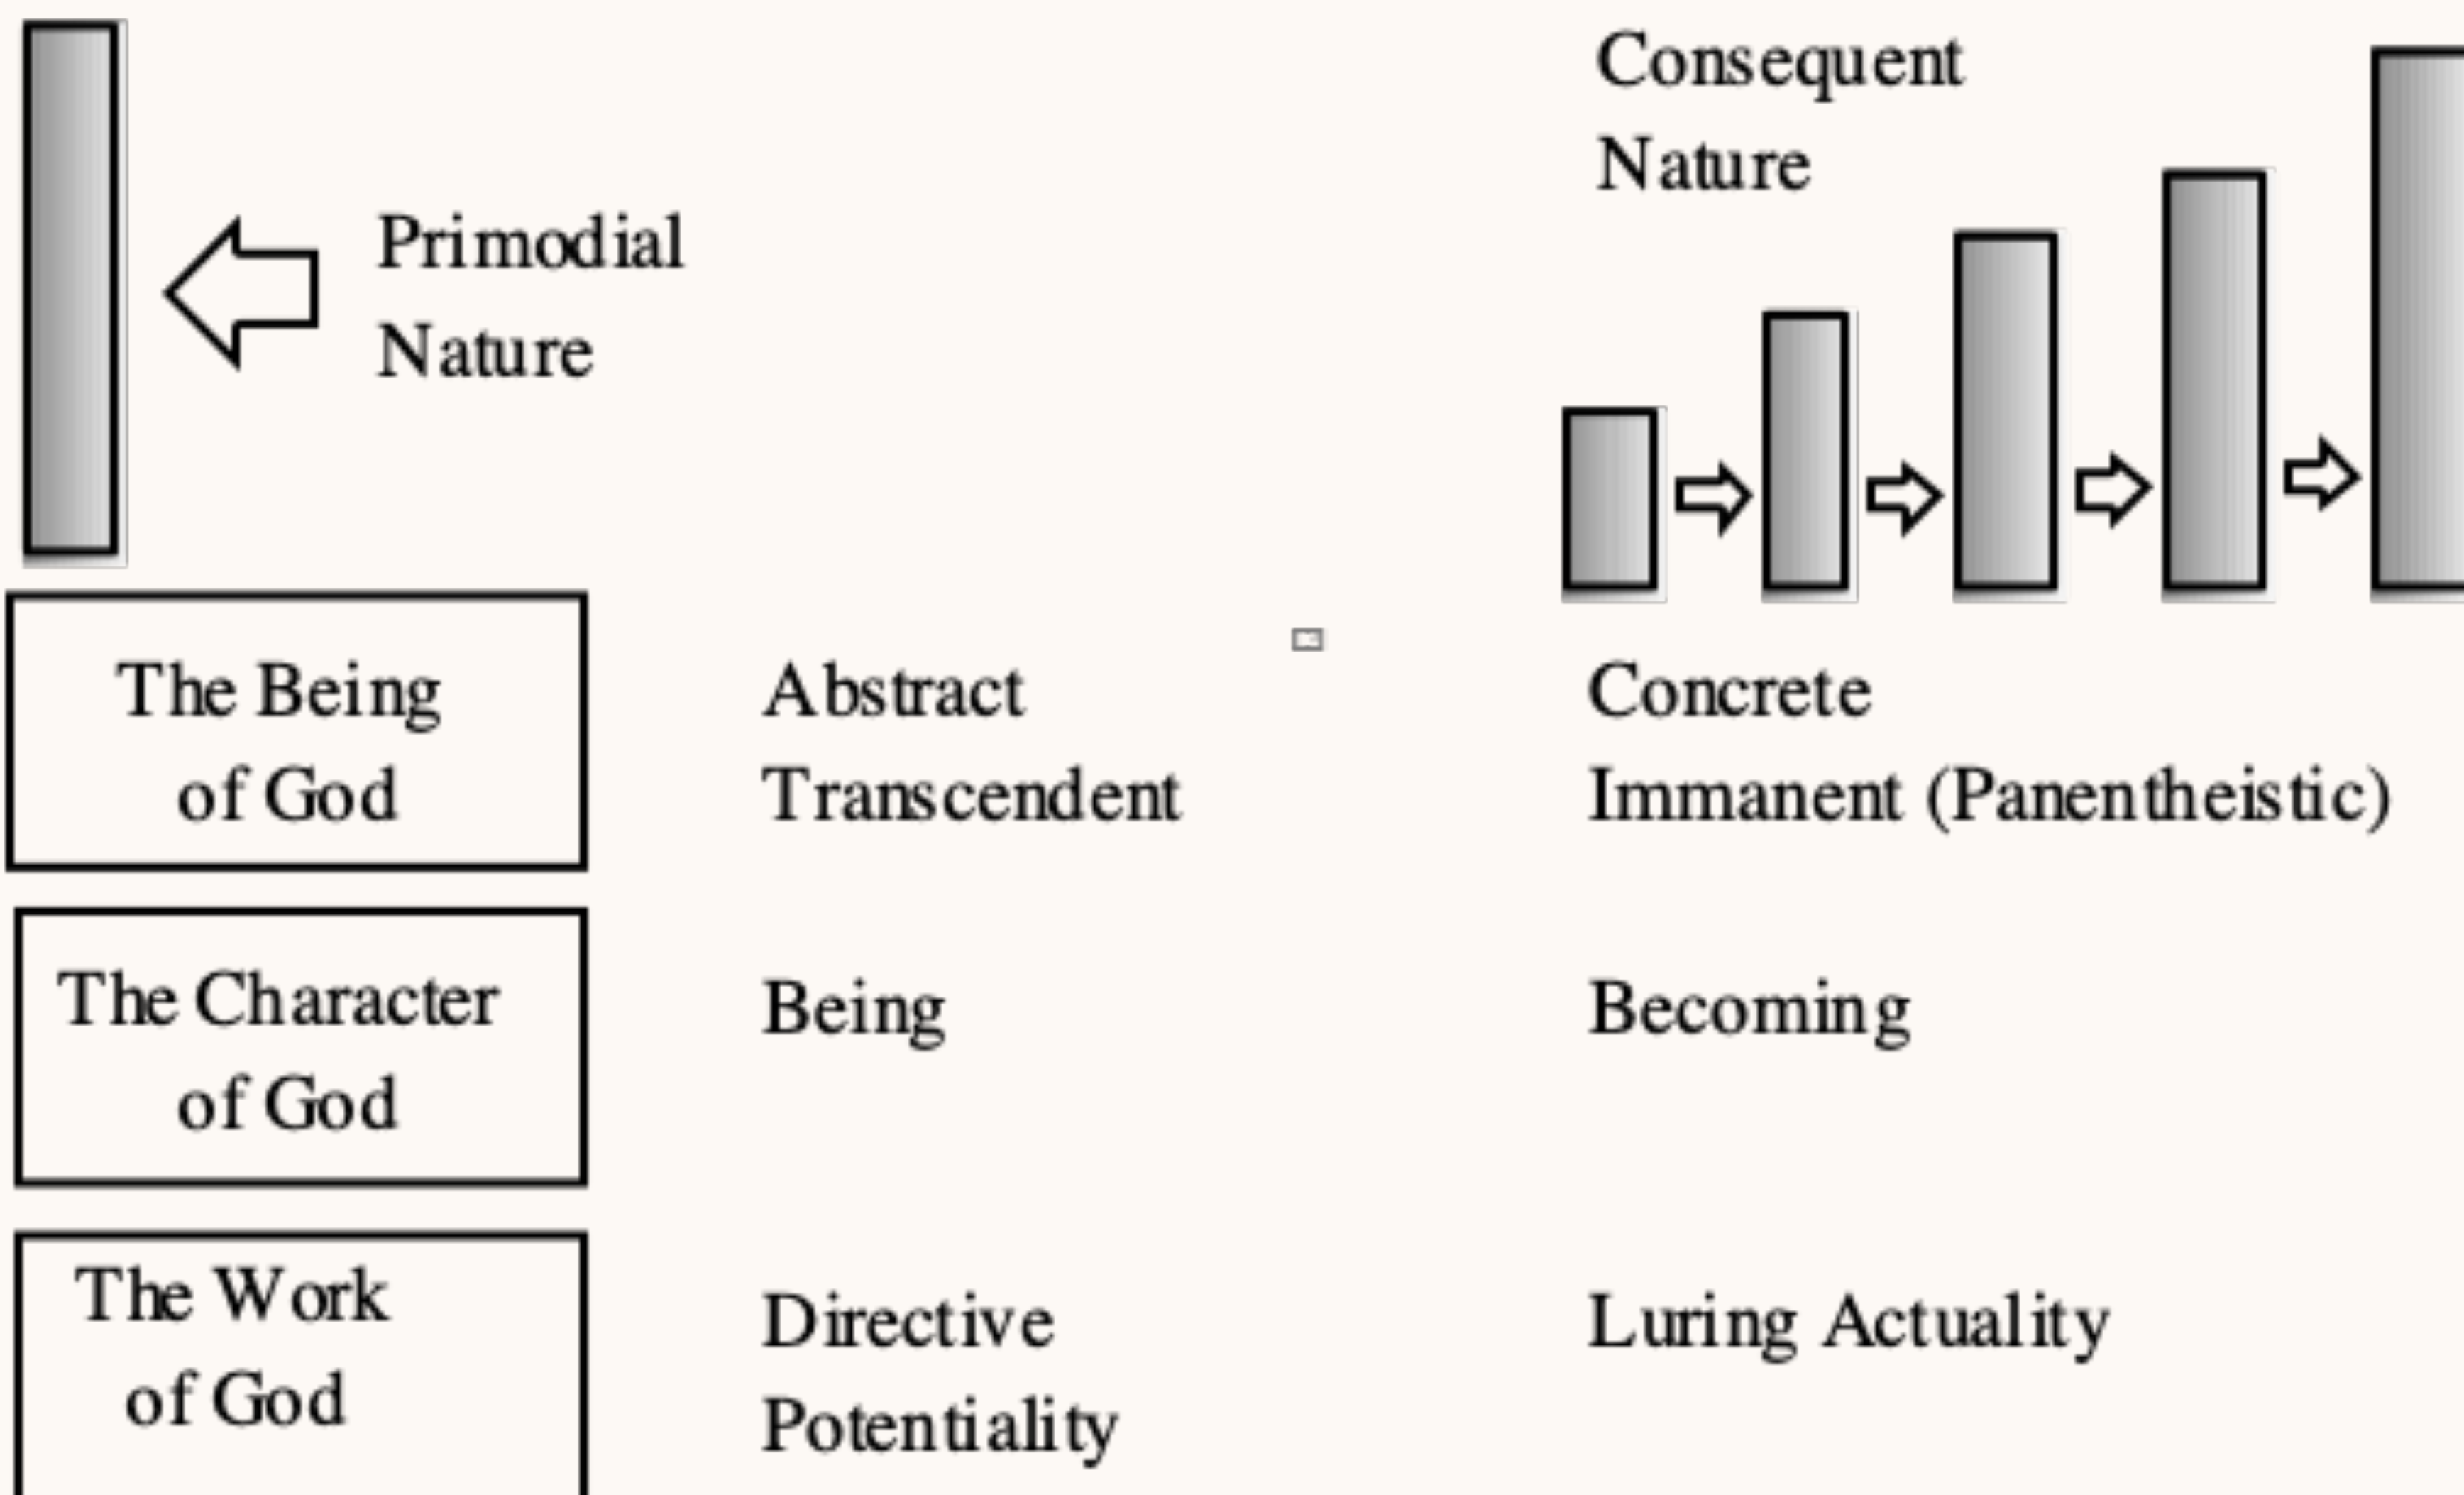 Consequent
Nature
Primodial
Nature
The Being
of God
Abstract
Transcendent
Concrete
Immanent (Panentheistic)
The Character
of God
Being
Becoming
The Work
of God
Directive
Potentiality
Luring Actuality